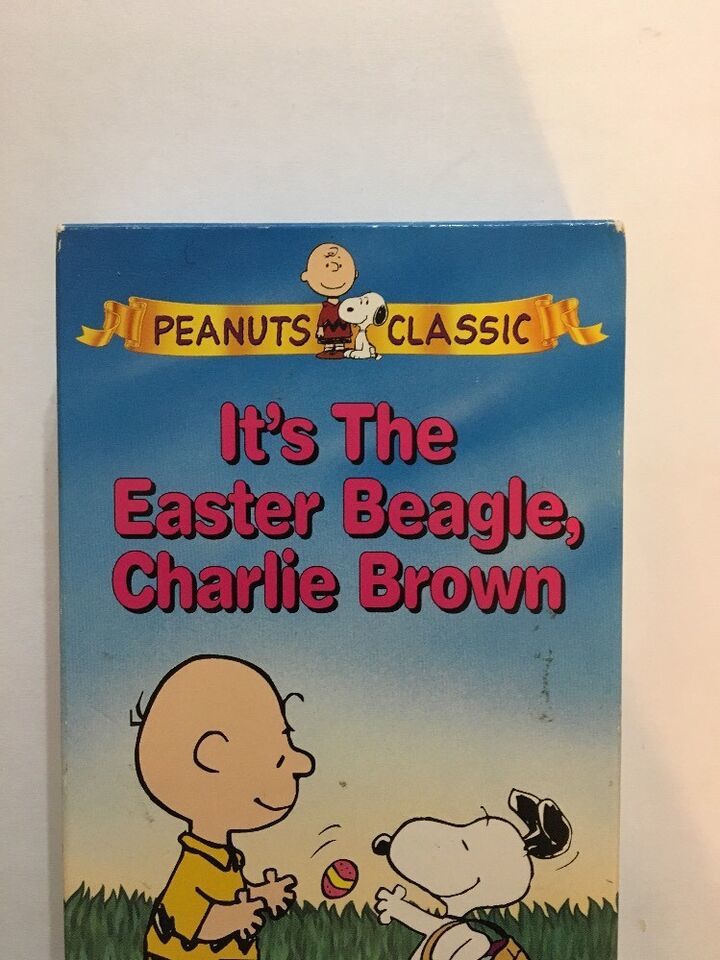 PEANUTS CLASSIC
It's The
Easter Beagle,
Charlie Brown